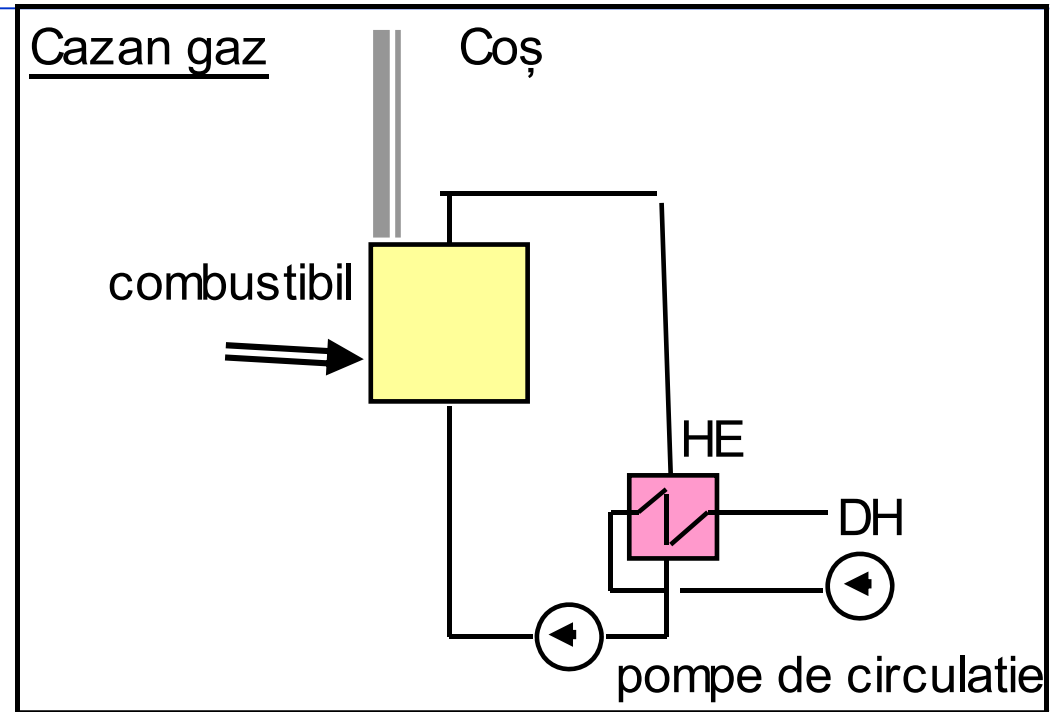 Cazan gaz
Coș
combustibil
HE
DH
pompe de circulatie